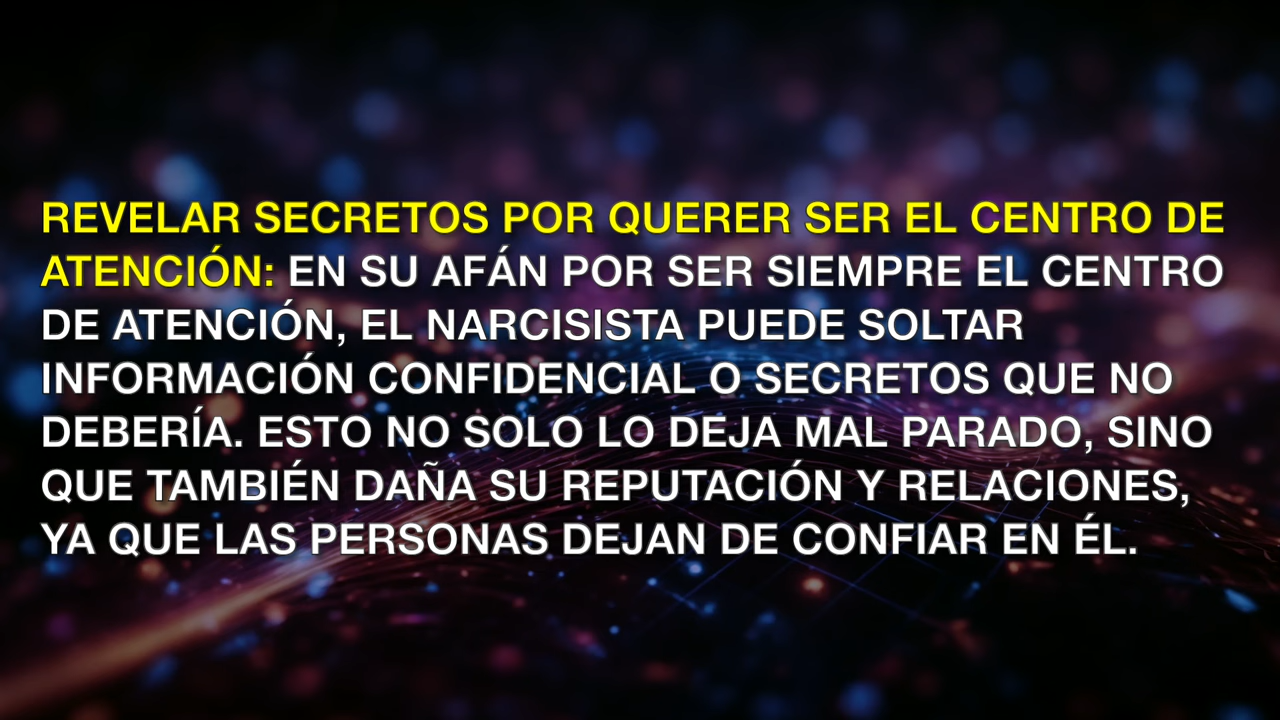 REVELAR SECRETOS POR QUERER SER EL CENTRO DE
ATENCIÓN: EN SU AFÁN POR SER SIEMPRE EL CENTRO
DE ATENCIÓN, EL NARCISISTA PUEDE SOLTAR
INFORMACIÓN CONFIDENCIAL O SECRETOS QUE NO
DEBERÍA. ESTO NO SOLO LO DEJA MAL PARADO, SINO
QUE TAMBIÉN DAÑA SU REPUTACIÓN Y RELACIONES,
YA QUE LAS PERSONAS DEJAN DE CONFIAR EN ÉL.